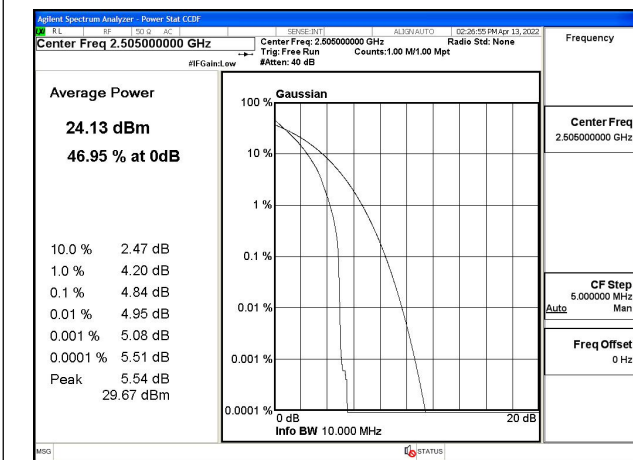 Agilent Spectrum Analyzer - Power Stat CCDF
LXI RL RF 50 Ω AC SENSE:INT ALIGN AUTO 02:26:55 PM Apr 13, 2022
Center Freq 2.505000000 GHz
Center Freq: 2.505000000 GHz Radio Std: None
Trig: Free Run Counts:1.00 M/1.00 Mpt
#IFGain:Low #Atten: 40 dB
Frequency
Average Power
24.13 dBm
46.95 % at 0dB
10.0 % 2.47 dB
1.0 % 4.20 dB
0.1 % 4.84 dB
0.01 % 4.95 dB
0.001 % 5.08 dB
0.0001 % 5.51 dB
Peak 5.54 dB
29.67 dBm
Gaussian
100 %
10 %
1 %
0.1 %
0.01 %
0.001 %
0.0001 %
0 dB 20 dB
Info BW 10.000 MHz
Center Freq
2.505000000 GHz
CF Step
5.000000 MHz
Auto Man
Freq Offset
0 Hz
MSG STATUS